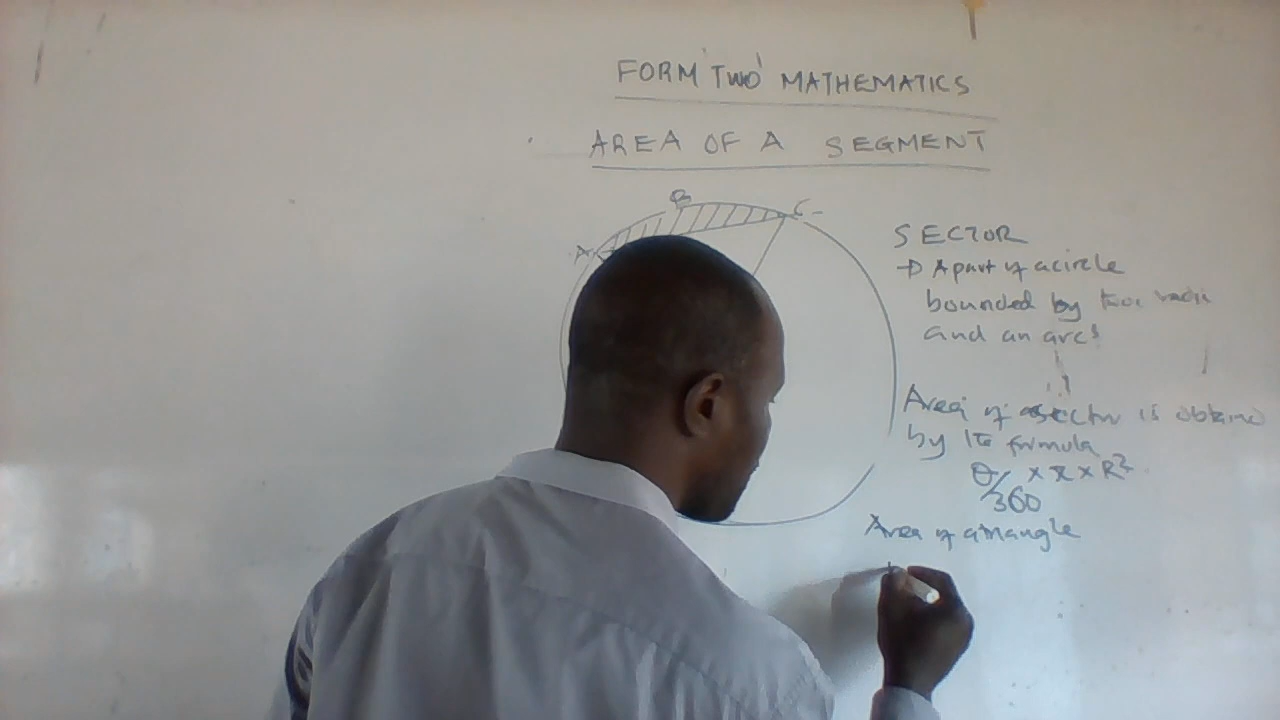 FORM TWO MATHEMATICS
AREA OF A SEGMENT
B
C
A
SECTOR
→ A part of a circle
bounded by two radii
and an arc
Area of a sector is obtained
by the formula
θ/360 × π × R²
Area of a triangle